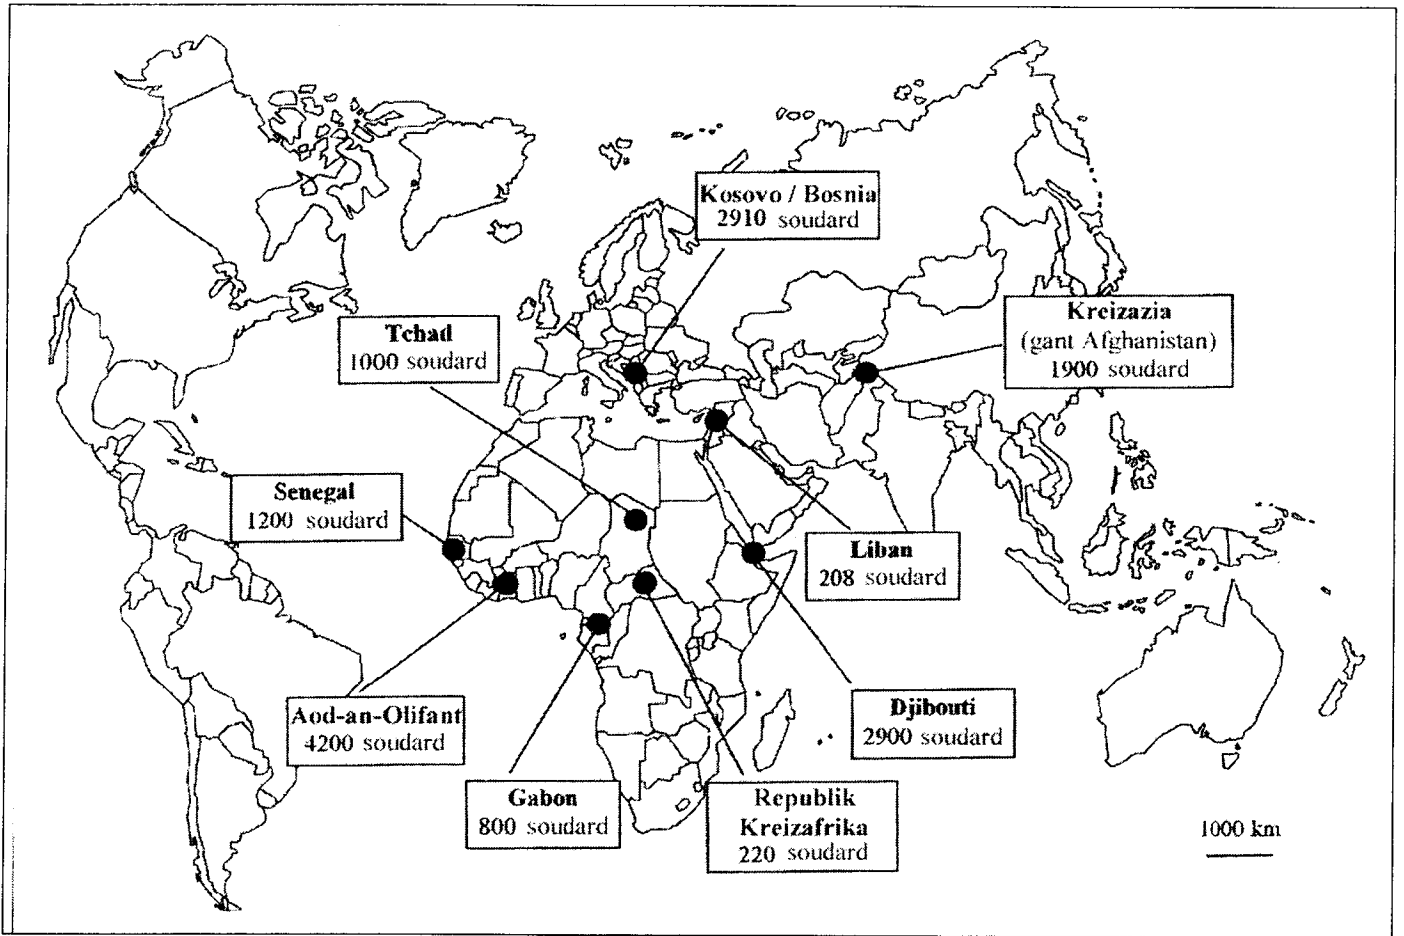 Kosovo / Bosnia
2910 soudard
Kreizazia
(gant Afghanistan)
1900 soudard
Tchad
1000 soudard
Senegal
1200 soudard
Liban
208 soudard
Aod-an-Olifant
4200 soudard
Djibouti
2900 soudard
Gabon
800 soudard
Republik
Kreizafrika
220 soudard
1000 km